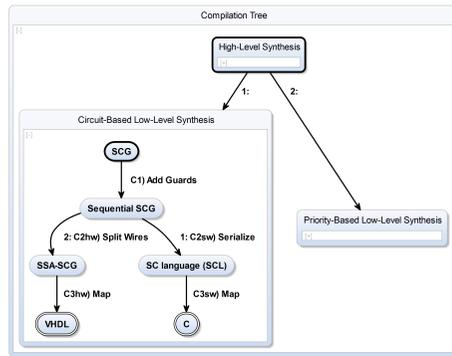 Compilation Tree
[-]
High-Level Synthesis
[+]
1:
2:
Circuit-Based Low-Level Synthesis
[-]
SCG
C1) Add Guards
Sequential SCG
2: C2hw) Split Wires
1: C2sw) Serialize
SSA-SCG
SC language (SCL)
C3hw) Map
C3sw) Map
VHDL
C
Priority-Based Low-Level Synthesis
[+]